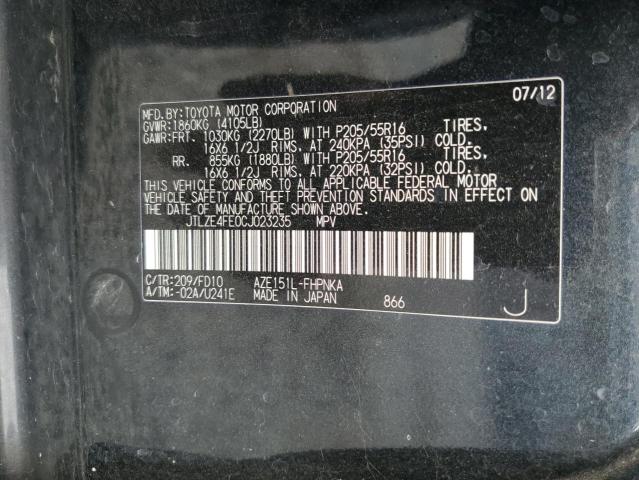 07/12
MFD.BY:TOYOTA MOTOR CORPORATION
GVWR:1860KG (4105LB)
GAWR:FRT. 1030KG (2270LB) WITH P205/55R16 TIRES,
16X6 1/2J RIMS, AT 240KPA (35PSI) COLD.
RR. 855KG (1880LB) WITH P205/55R16 TIRES,
16X6 1/2J RIMS, AT 220KPA (32PSI) COLD.
THIS VEHICLE CONFORMS TO ALL APPLICABLE FEDERAL MOTOR
VEHICLE SAFETY AND THEFT PREVENTION STANDARDS IN EFFECT ON
THE DATE OF MANUFACTURE SHOWN ABOVE.
JTLZE4FE0CJ023235 MPV
C/TR:209/FD10 AZE151L-FHPNKA
A/TM:-02A/U241E MADE IN JAPAN 866
J